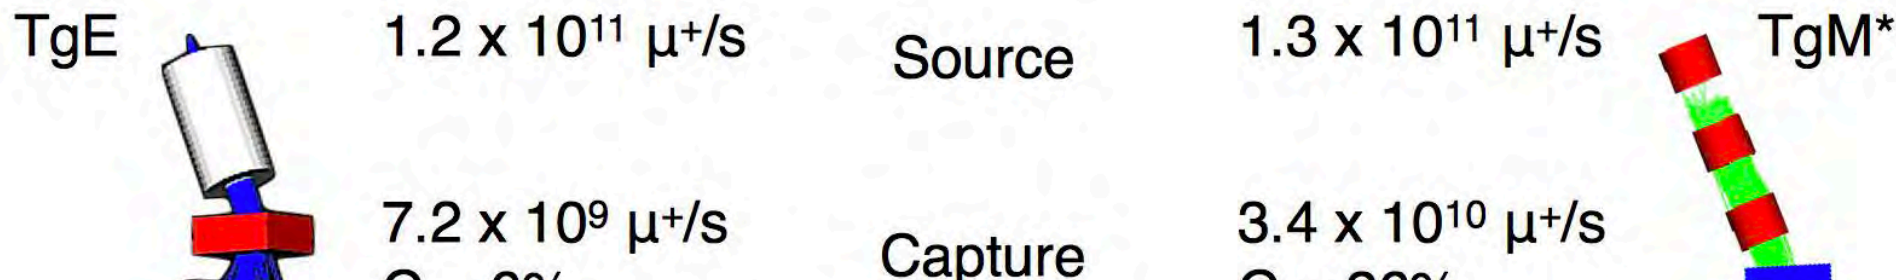 TgE 1.2 x 10¹¹ μ⁺/s Source 1.3 x 10¹¹ μ⁺/s TgM*
7.2 x 10⁹ μ⁺/s Capture 3.4 x 10¹⁰ μ⁺/s